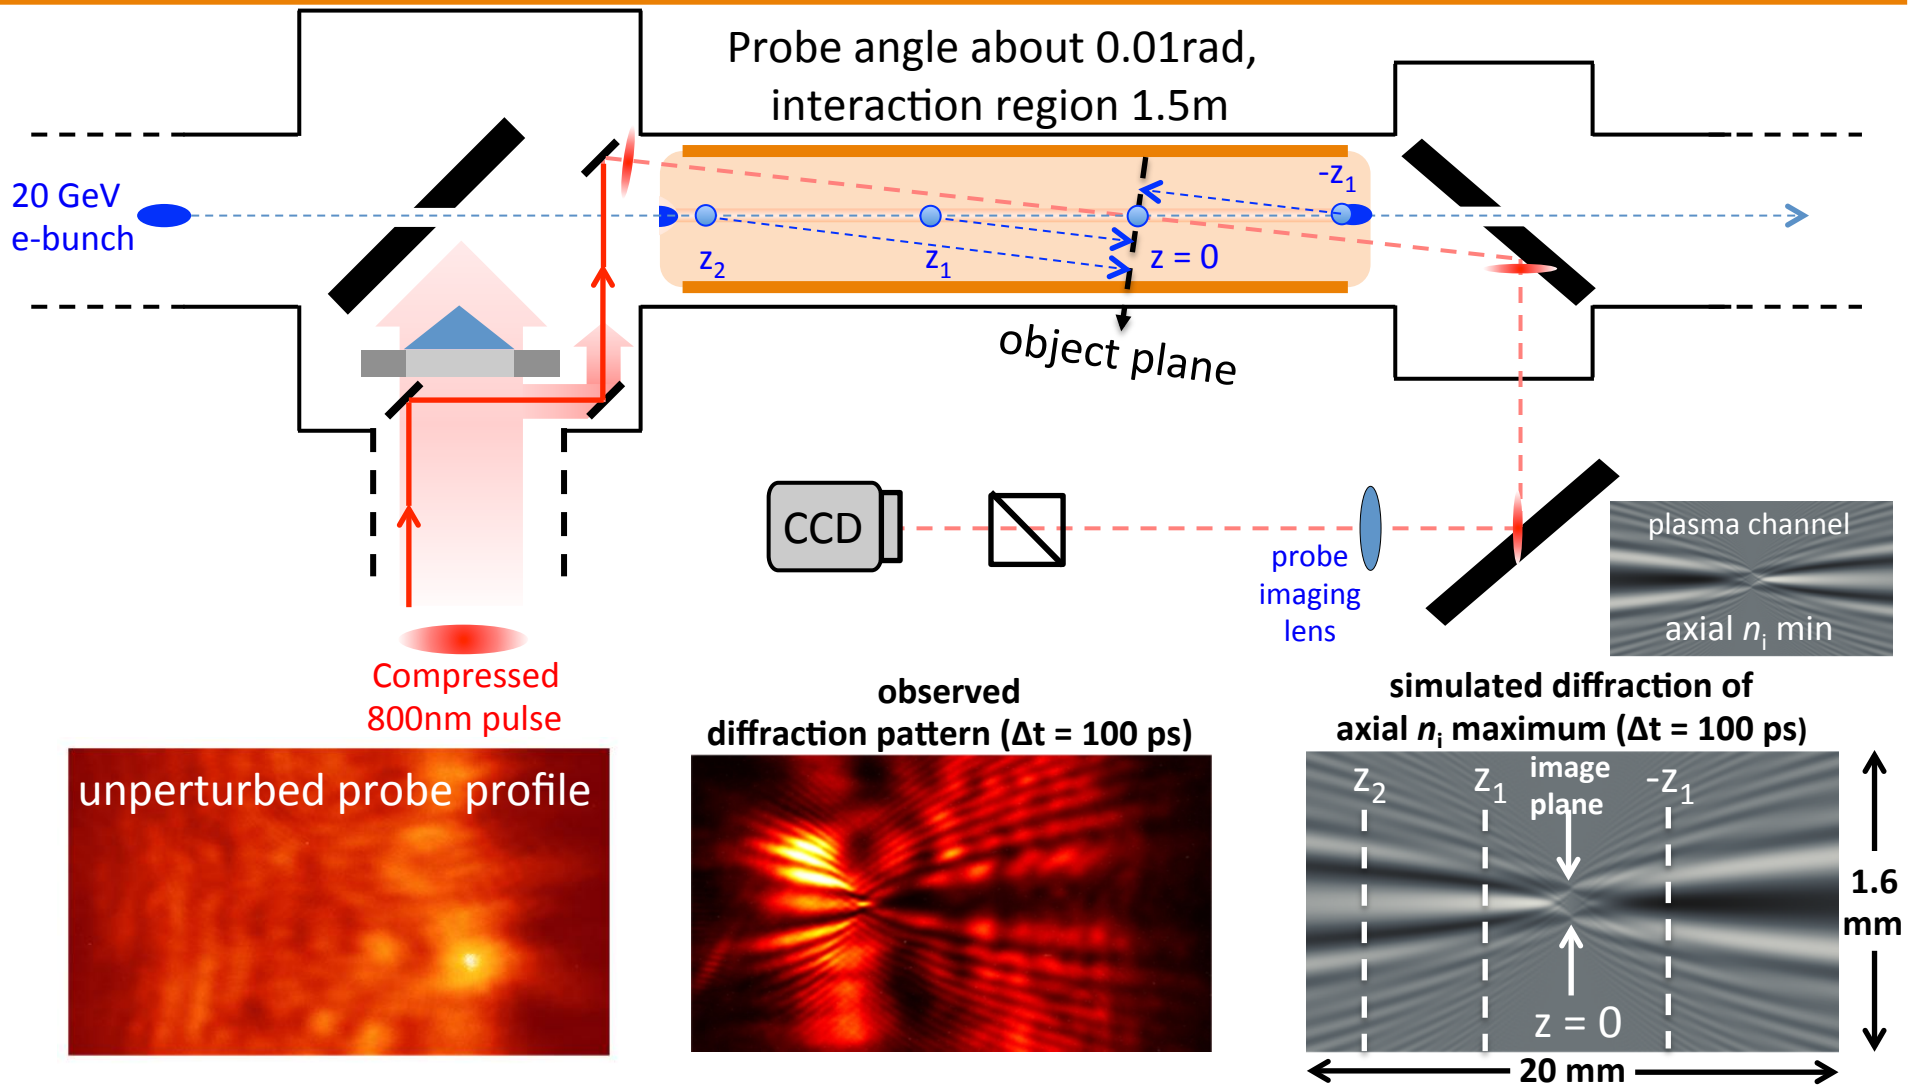 Probe angle about 0.01rad,
interaction region 1.5m
20 GeV
e-bunch
z2
z1
z = 0
-z1
object plane
CCD
probe
imaging
lens
plasma channel
axial ni min
Compressed
800nm pulse
unperturbed probe profile
observed
diffraction pattern (Δt = 100 ps)
simulated diffraction of
axial ni maximum (Δt = 100 ps)
z2
z1
image
plane
-z1
z = 0
1.6
mm
20 mm